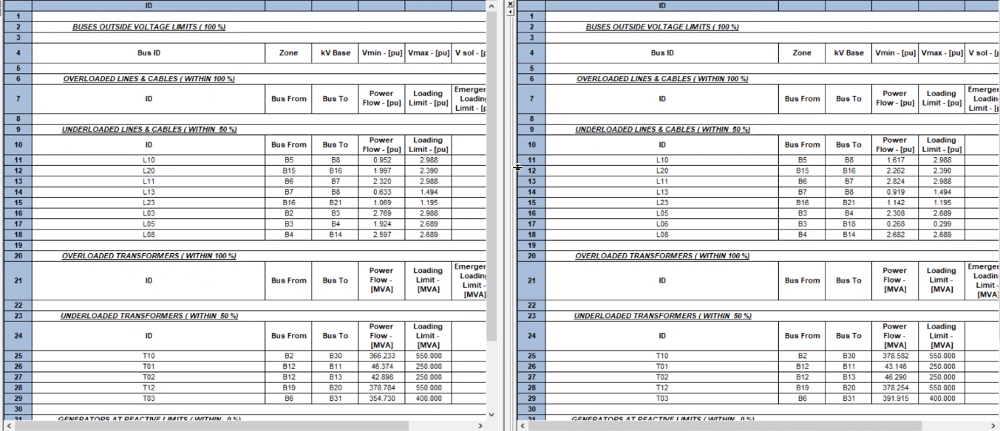 ID
1
2 BUSES OUTSIDE VOLTAGE LIMITS ( 100 %)
3
4 Bus ID Zone kV Base Vmin - [pu] Vmax - [pu] V sol - [p
5
6 OVERLOADED LINES & CABLES ( WITHIN 100 %)
7 ID Bus From Bus To Power Flow - [pu] Loading Limit - [pu] Emerger Loading Limit - [p
8
9 UNDERLOADED LINES & CABLES ( WITHIN 50 %)
10 ID Bus From Bus To Power Flow - [pu] Loading Limit - [pu]
11 L10 B5 B8 0.952 2.988
12 L20 B15 B16 1.997 2.390
13 L11 B6 B7 2.320 2.988
14 L13 B7 B8 0.633 1.494
15 L23 B16 B21 1.069 1.195
16 L03 B2 B3 2.769 2.988
17 L05 B3 B4 1.924 2.689
18 L08 B4 B14 2.597 2.689
19
20 OVERLOADED TRANSFORMERS ( WITHIN 100 %)
21 ID Bus From Bus To Power Flow - [MVA] Loading Limit - [MVA] Emerger Loading Limit - [MVA]
22
23 UNDERLOADED TRANSFORMERS ( WITHIN 50 %)
24 ID Bus From Bus To Power Flow - [MVA] Loading Limit - [MVA]
25 T10 B2 B30 366.233 550.000
26 T01 B12 B11 46.374 250.000
27 T02 B12 B13 42.898 250.000
28 T12 B19 B20 378.784 550.000
29 T03 B6 B31 354.730 400.000
30
31 GENERATORS AT REACTIVE LIMITS ( WITHIN 0 %)
ID
1
2 BUSES OUTSIDE VOLTAGE LIMITS ( 100 %)
3
4 Bus ID Zone kV Base Vmin - [pu] Vmax - [pu] V sol - [p
5
6 OVERLOADED LINES & CABLES ( WITHIN 100 %)
7 ID Bus From Bus To Power Flow - [pu] Loading Limit - [pu] Emerger Loading Limit - [p
8
9 UNDERLOADED LINES & CABLES ( WITHIN 50 %)
10 ID Bus From Bus To Power Flow - [pu] Loading Limit - [pu]
11 L10 B5 B8 1.617 2.988
12 L20 B15 B16 2.262 2.390
13 L11 B6 B7 2.824 2.988
14 L13 B7 B8 0.919 1.494
15 L23 B16 B21 1.142 1.195
16 L05 B3 B4 2.308 2.689
17 L06 B3 B18 0.268 0.299
18 L08 B4 B14 2.682 2.689
19
20 OVERLOADED TRANSFORMERS ( WITHIN 100 %)
21 ID Bus From Bus To Power Flow - [MVA] Loading Limit - [MVA] Emerger Loading Limit - [MVA
22
23 UNDERLOADED TRANSFORMERS ( WITHIN 50 %)
24 ID Bus From Bus To Power Flow - [MVA] Loading Limit - [MVA]
25 T10 B2 B30 378.582 550.000
26 T01 B12 B11 43.146 250.000
27 T02 B12 B13 46.290 250.000
28 T12 B19 B20 378.254 550.000
29 T03 B6 B31 391.915 400.000
30
31 GENERATORS AT REACTIVE LIMITS ( WITHIN 0 %)